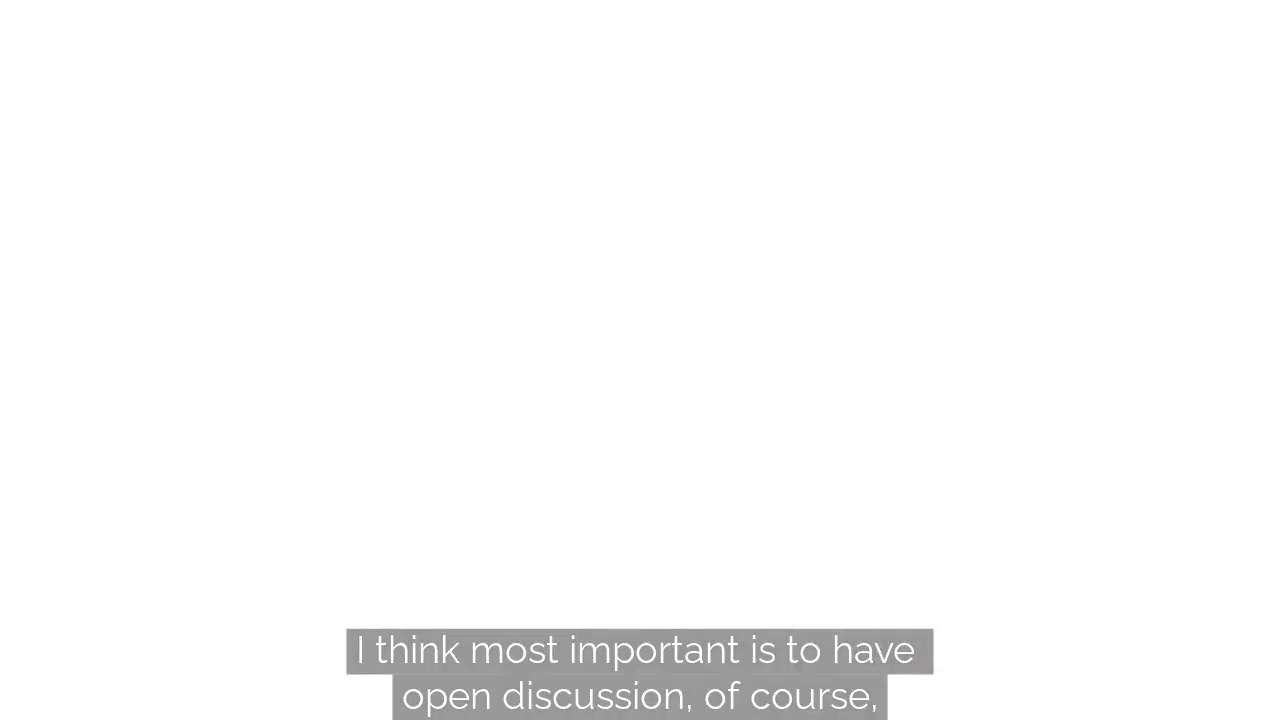 I think most important is to have
open discussion, of course,